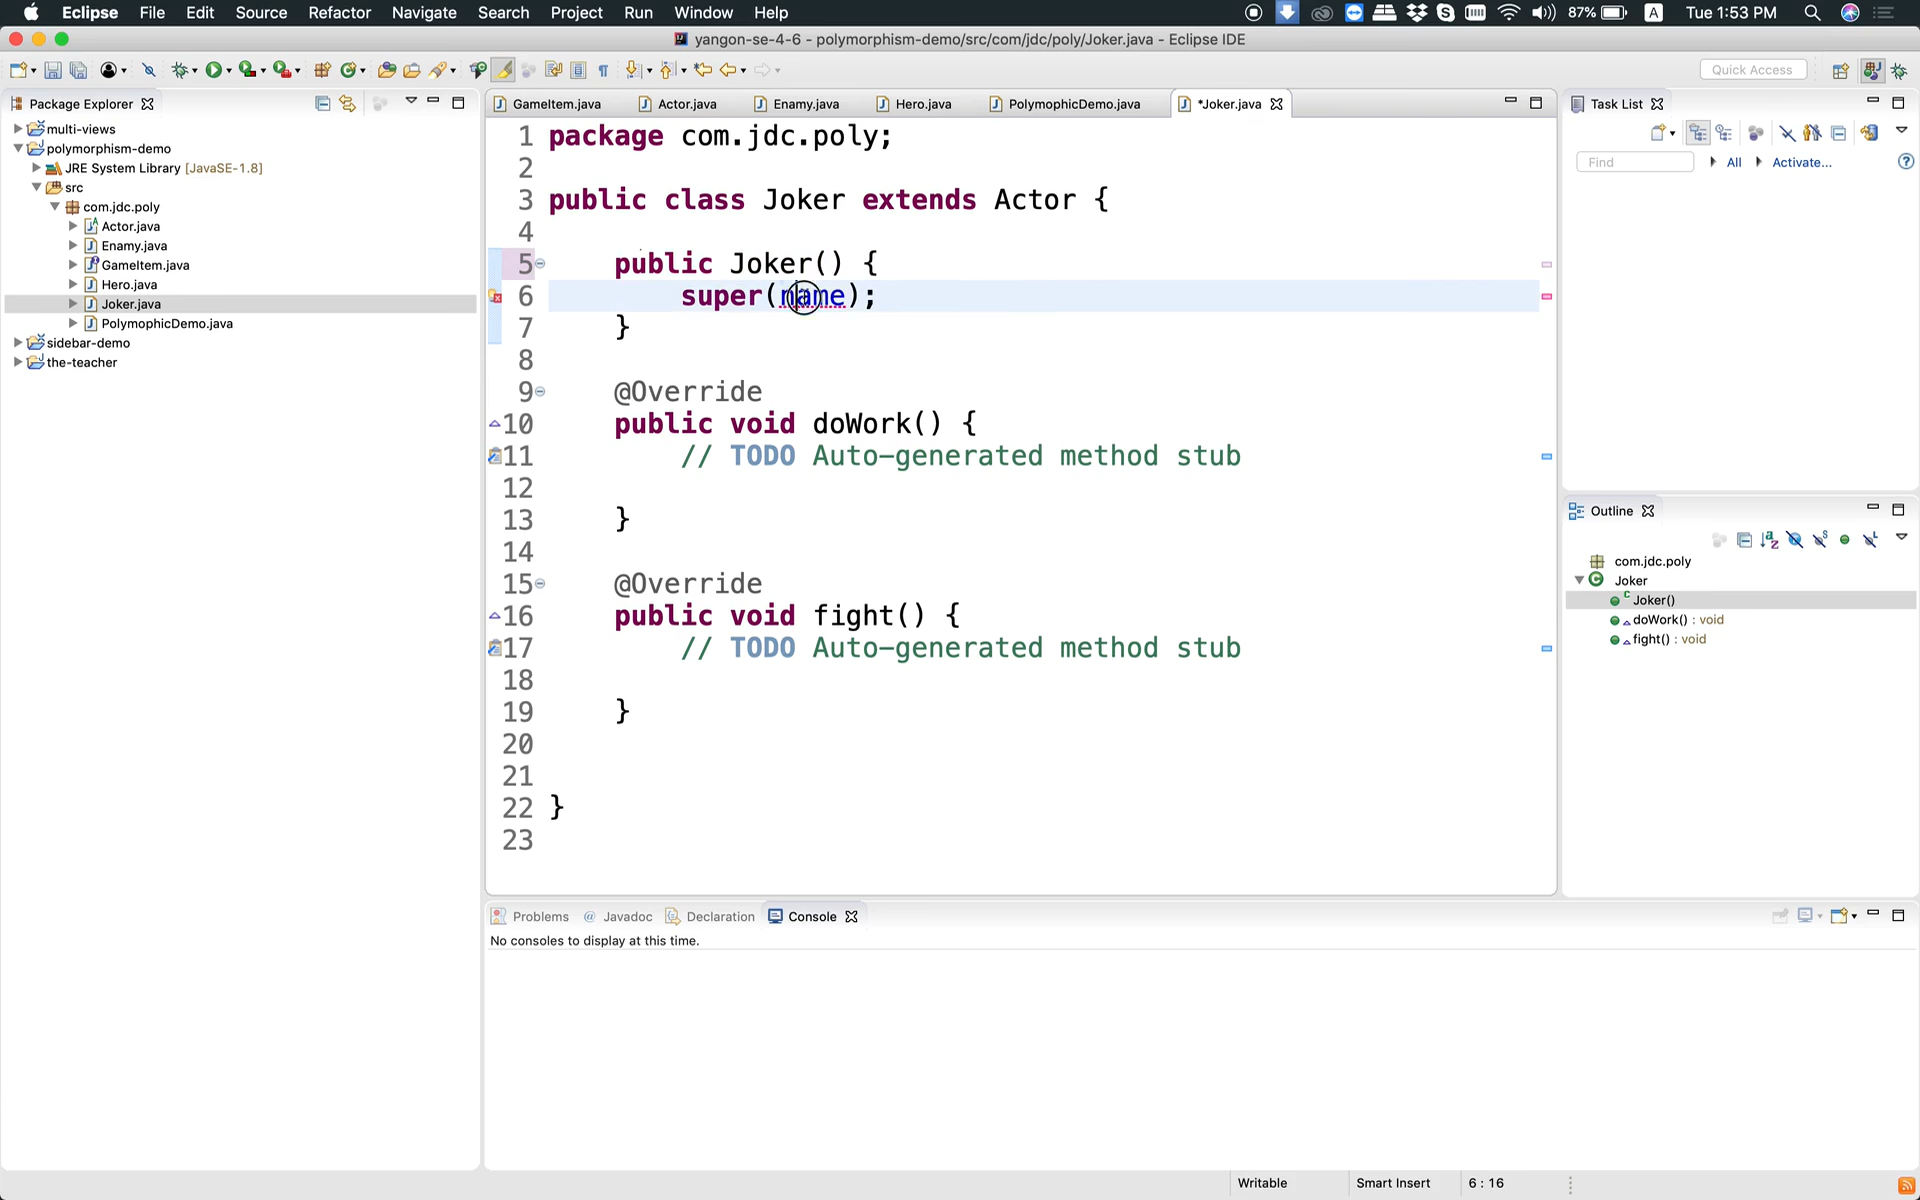 Eclipse File Edit Source Refactor Navigate Search Project Run Window Help 87% A Tue 1:53 PM
yangon-se-4-6 - polymorphism-demo/src/com/jdc/poly/Joker.java - Eclipse IDE
Quick Access
Package Explorer
multi-views
polymorphism-demo
JRE System Library [JavaSE-1.8]
src
com.jdc.poly
Actor.java
Enamy.java
GameItem.java
Hero.java
Joker.java
PolymophicDemo.java
sidebar-demo
the-teacher
GameItem.java Actor.java Enamy.java Hero.java PolymophicDemo.java *Joker.java
1 package com.jdc.poly;
2
3 public class Joker extends Actor {
4
5 public Joker() {
6 super(name);
7 }
8
9 @Override
10 public void doWork() {
11 // TODO Auto-generated method stub
12
13 }
14
15 @Override
16 public void fight() {
17 // TODO Auto-generated method stub
18
19 }
20
21
22 }
23
Task List
Find All Activate...
Outline
com.jdc.poly
Joker
Joker()
doWork() : void
fight() : void
Problems Javadoc Declaration Console
No consoles to display at this time.
Writable Smart Insert 6 : 16